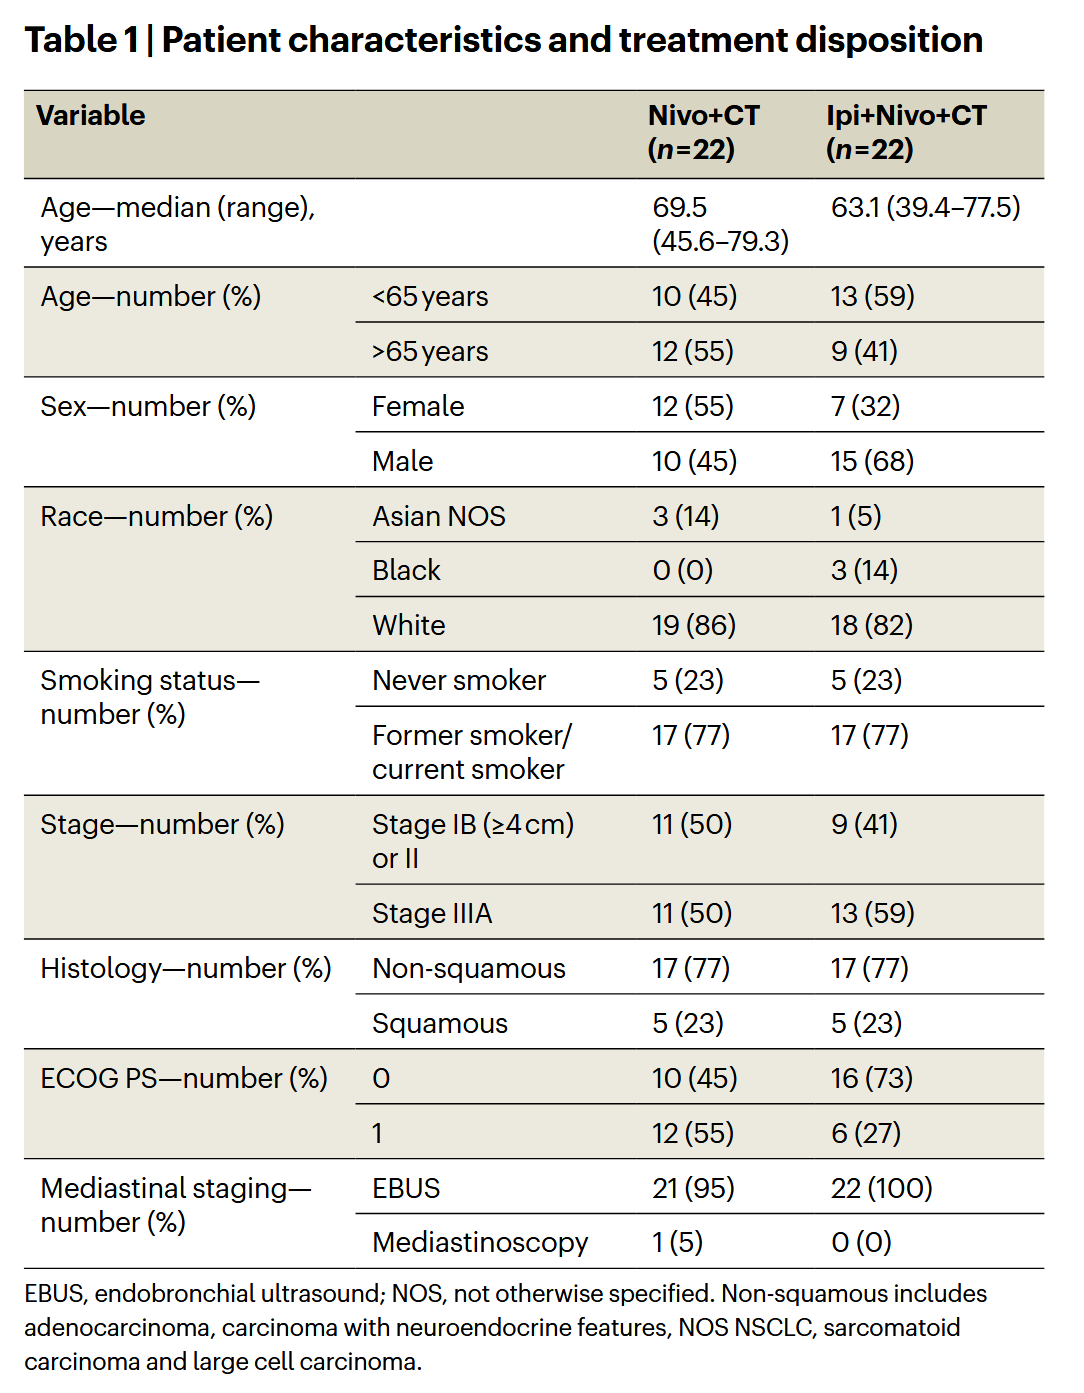 Table 1 | Patient characteristics and treatment disposition
Variable Nivo+CT (n=22) Ipi+Nivo+CT (n=22)
Age—median (range), years 69.5 (45.6–79.3) 63.1 (39.4–77.5)
Age—number (%) <65 years 10 (45) 13 (59)
>65 years 12 (55) 9 (41)
Sex—number (%) Female 12 (55) 7 (32)
Male 10 (45) 15 (68)
Race—number (%) Asian NOS 3 (14) 1 (5)
Black 0 (0) 3 (14)
White 19 (86) 18 (82)
Smoking status—number (%) Never smoker 5 (23) 5 (23)
Former smoker/current smoker 17 (77) 17 (77)
Stage—number (%) Stage IB (≥4 cm) or II 11 (50) 9 (41)
Stage IIIA 11 (50) 13 (59)
Histology—number (%) Non-squamous 17 (77) 17 (77)
Squamous 5 (23) 5 (23)
ECOG PS—number (%) 0 10 (45) 16 (73)
1 12 (55) 6 (27)
Mediastinal staging—number (%) EBUS 21 (95) 22 (100)
Mediastinoscopy 1 (5) 0 (0)
EBUS, endobronchial ultrasound; NOS, not otherwise specified. Non-squamous includes
adenocarcinoma, carcinoma with neuroendocrine features, NOS NSCLC, sarcomatoid
carcinoma and large cell carcinoma.